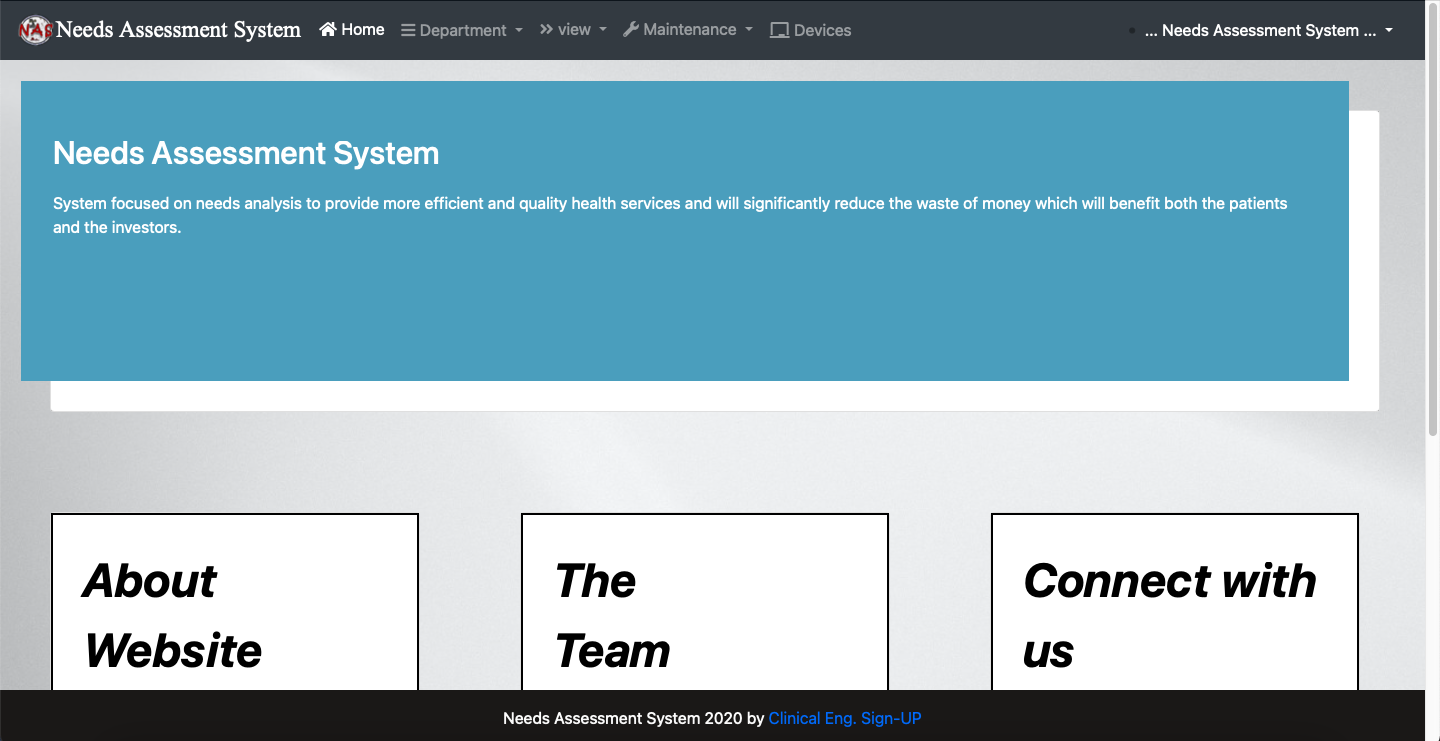 NAS Needs Assessment System Home Department view Maintenance Devices ... Needs Assessment System ...
Needs Assessment System
System focused on needs analysis to provide more efficient and quality health services and will significantly reduce the waste of money which will benefit both the patients
and the investors.
About
Website
The
Team
Connect with
us
Needs Assessment System 2020 by Clinical Eng. Sign-UP